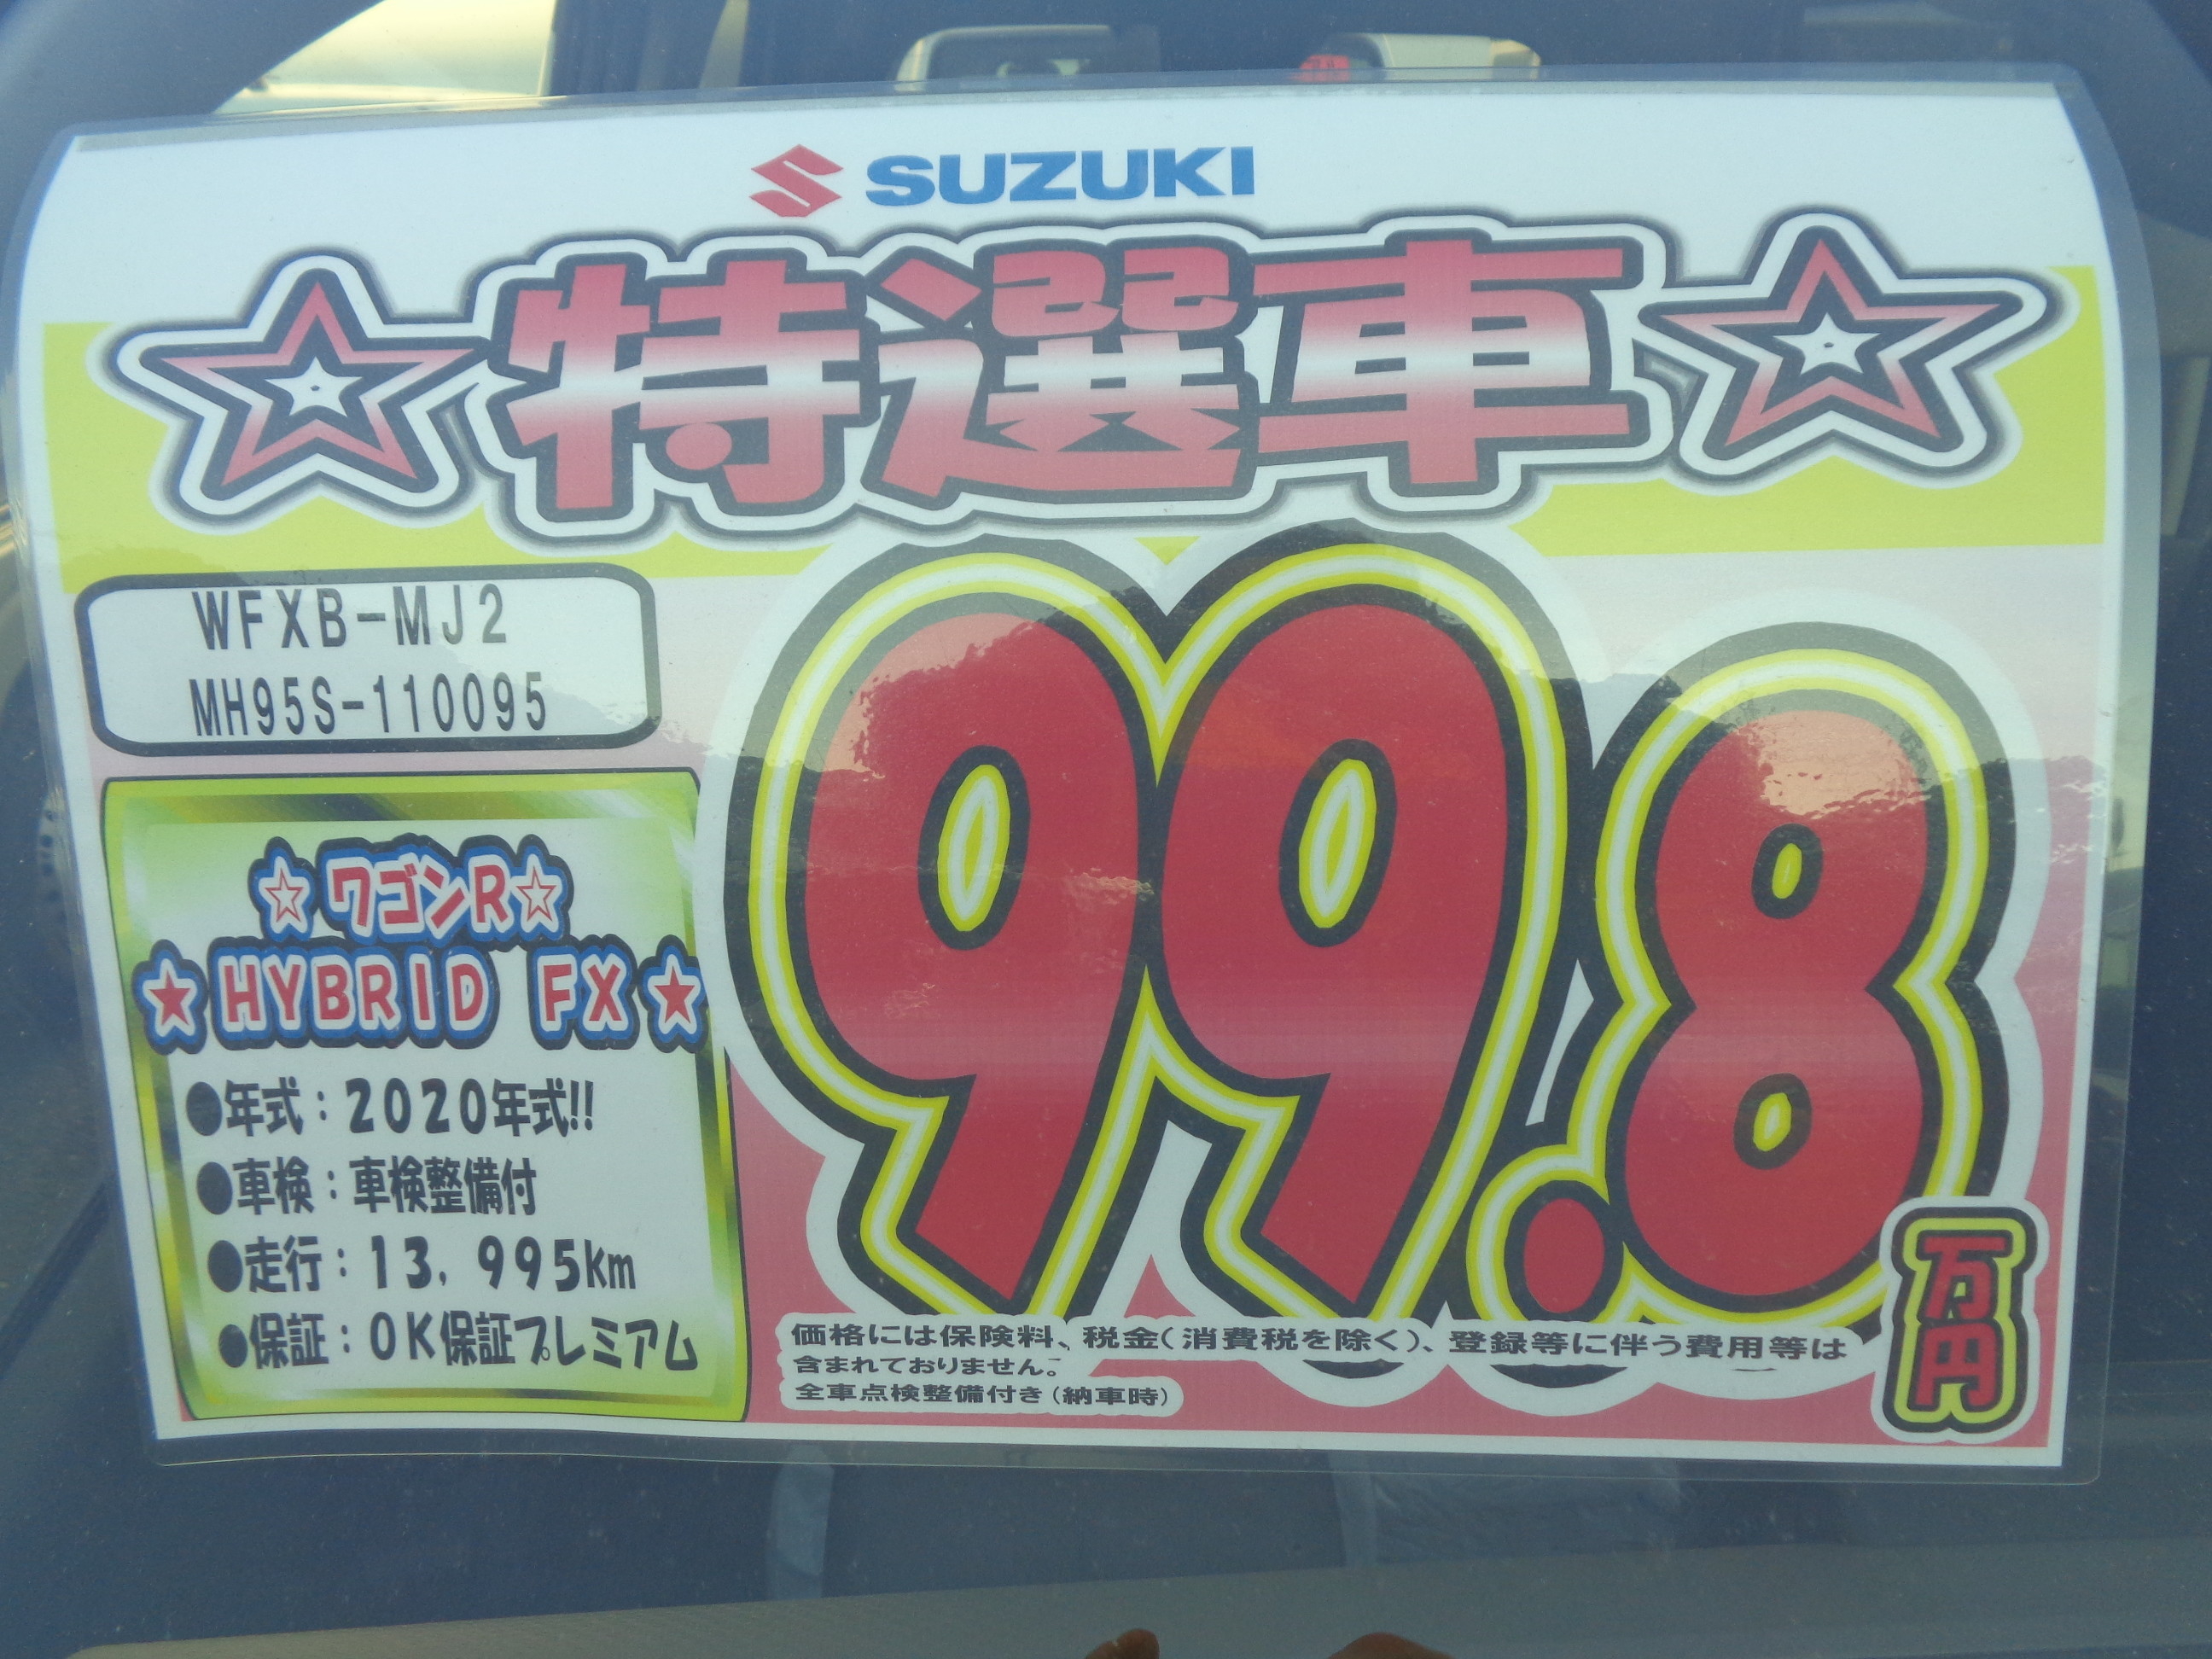 SUZUKI
☆特選車☆
WFXB-MJ2
MH95S-110095
99.8万円
☆ワゴンR☆
★HYBRID FX★
●年式：2020年式!!
●車検：車検整備付
●走行：13,995km
●保証：OK保証プレミアム
価格には保険料、税金(消費税を除く)、登録等に伴う費用等は
含まれておりません。
全車点検整備付き(納車時)